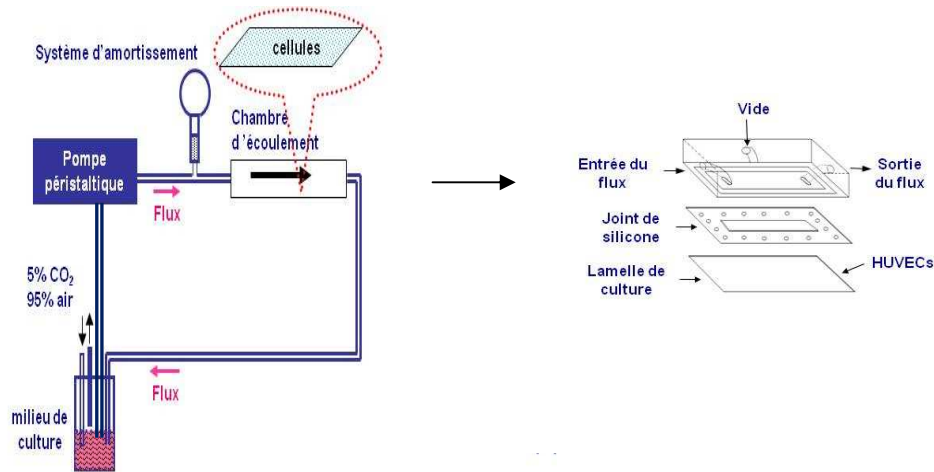 Système d'amortissement
cellules
Chambre
d 'écoulement
Pompe
péristaltique
Flux
5% CO₂
95% air
Flux
milieu de
culture
Vide
Entrée du
flux
Sortie
du flux
Joint de
silicone
Lamelle de
culture
HUVECs